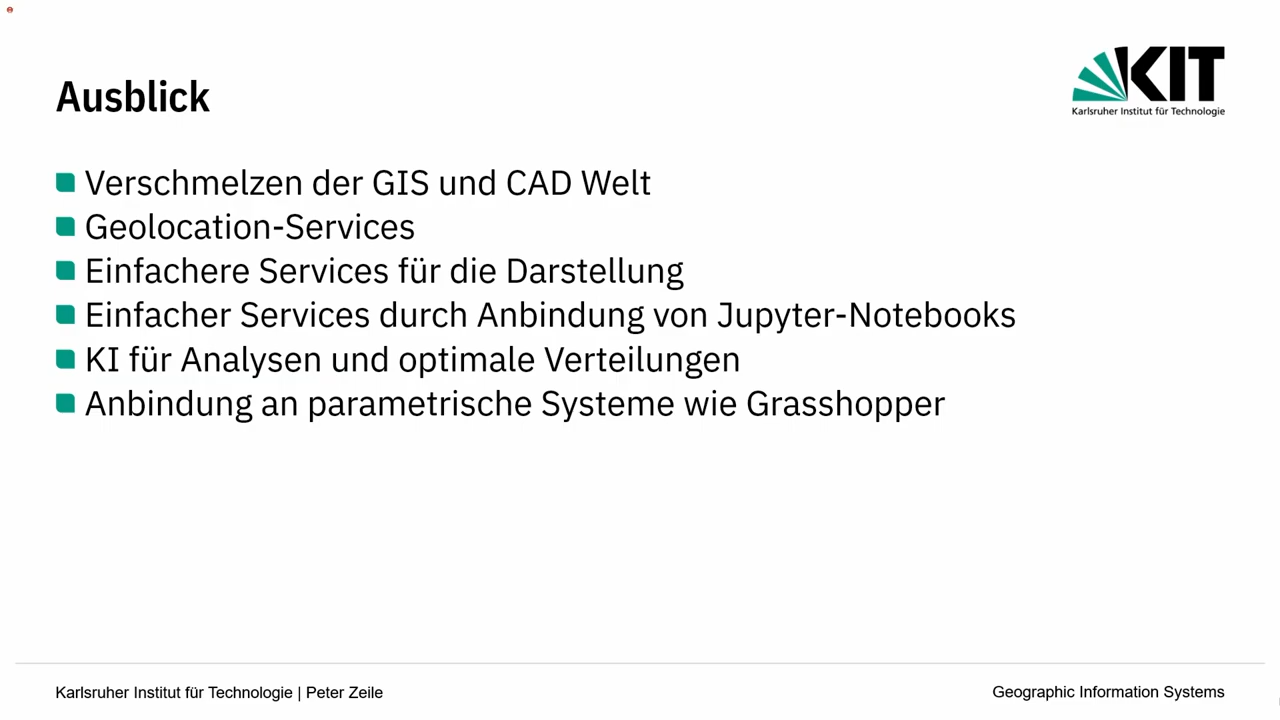 KIT
Karlsruher Institut für Technologie
Ausblick
Verschmelzen der GIS und CAD Welt
Geolocation-Services
Einfachere Services für die Darstellung
Einfacher Services durch Anbindung von Jupyter-Notebooks
KI für Analysen und optimale Verteilungen
Anbindung an parametrische Systeme wie Grasshopper
Karlsruher Institut für Technologie | Peter Zeile
Geographic Information Systems